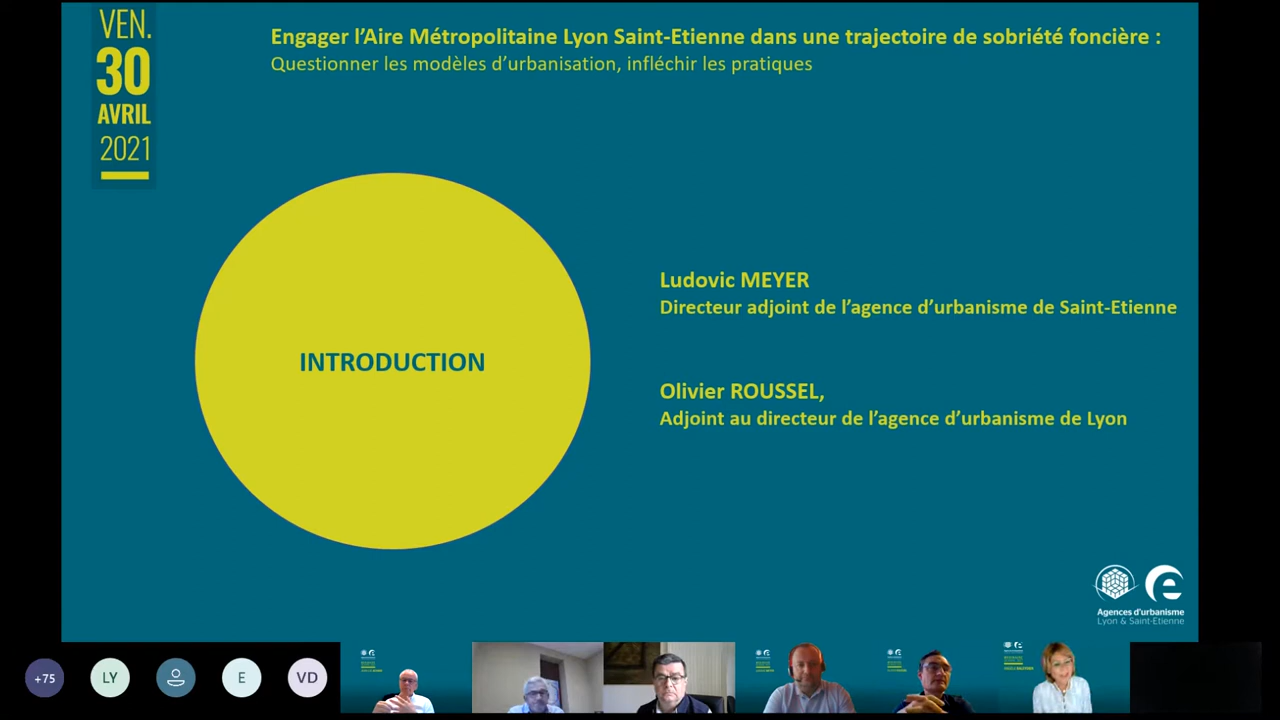 VEN.
30
AVRIL
2021
Engager l’Aire Métropolitaine Lyon Saint-Etienne dans une trajectoire de sobriété foncière :
Questionner les modèles d’urbanisation, infléchir les pratiques
INTRODUCTION
Ludovic MEYER
Directeur adjoint de l’agence d’urbanisme de Saint-Etienne
Olivier ROUSSEL,
Adjoint au directeur de l’agence d’urbanisme de Lyon
Agences d'urbanisme
Lyon & Saint-Etienne
+75
LY
E
VD